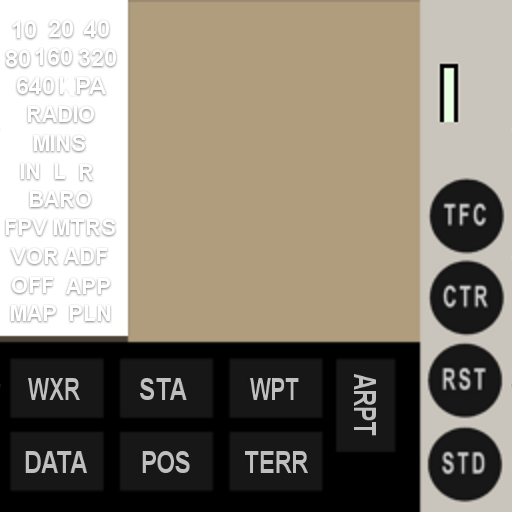 10 20 40
80 160 320
640 PA
RADIO
MINS
IN L R
BARO
FPV MTRS
VOR ADF
OFF APP
MAP PLN
TFC
CTR
RST
STD
WXR STA WPT ARPT
DATA POS TERR